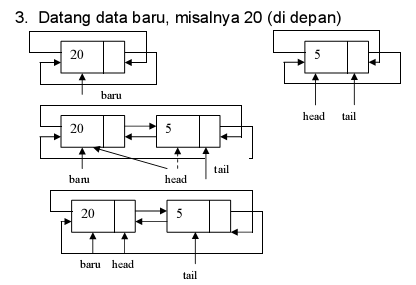 3. Datang data baru, misalnya 20 (di depan)
20
5
baru
head tail
20 5
baru head tail
20 5
baru head
tail